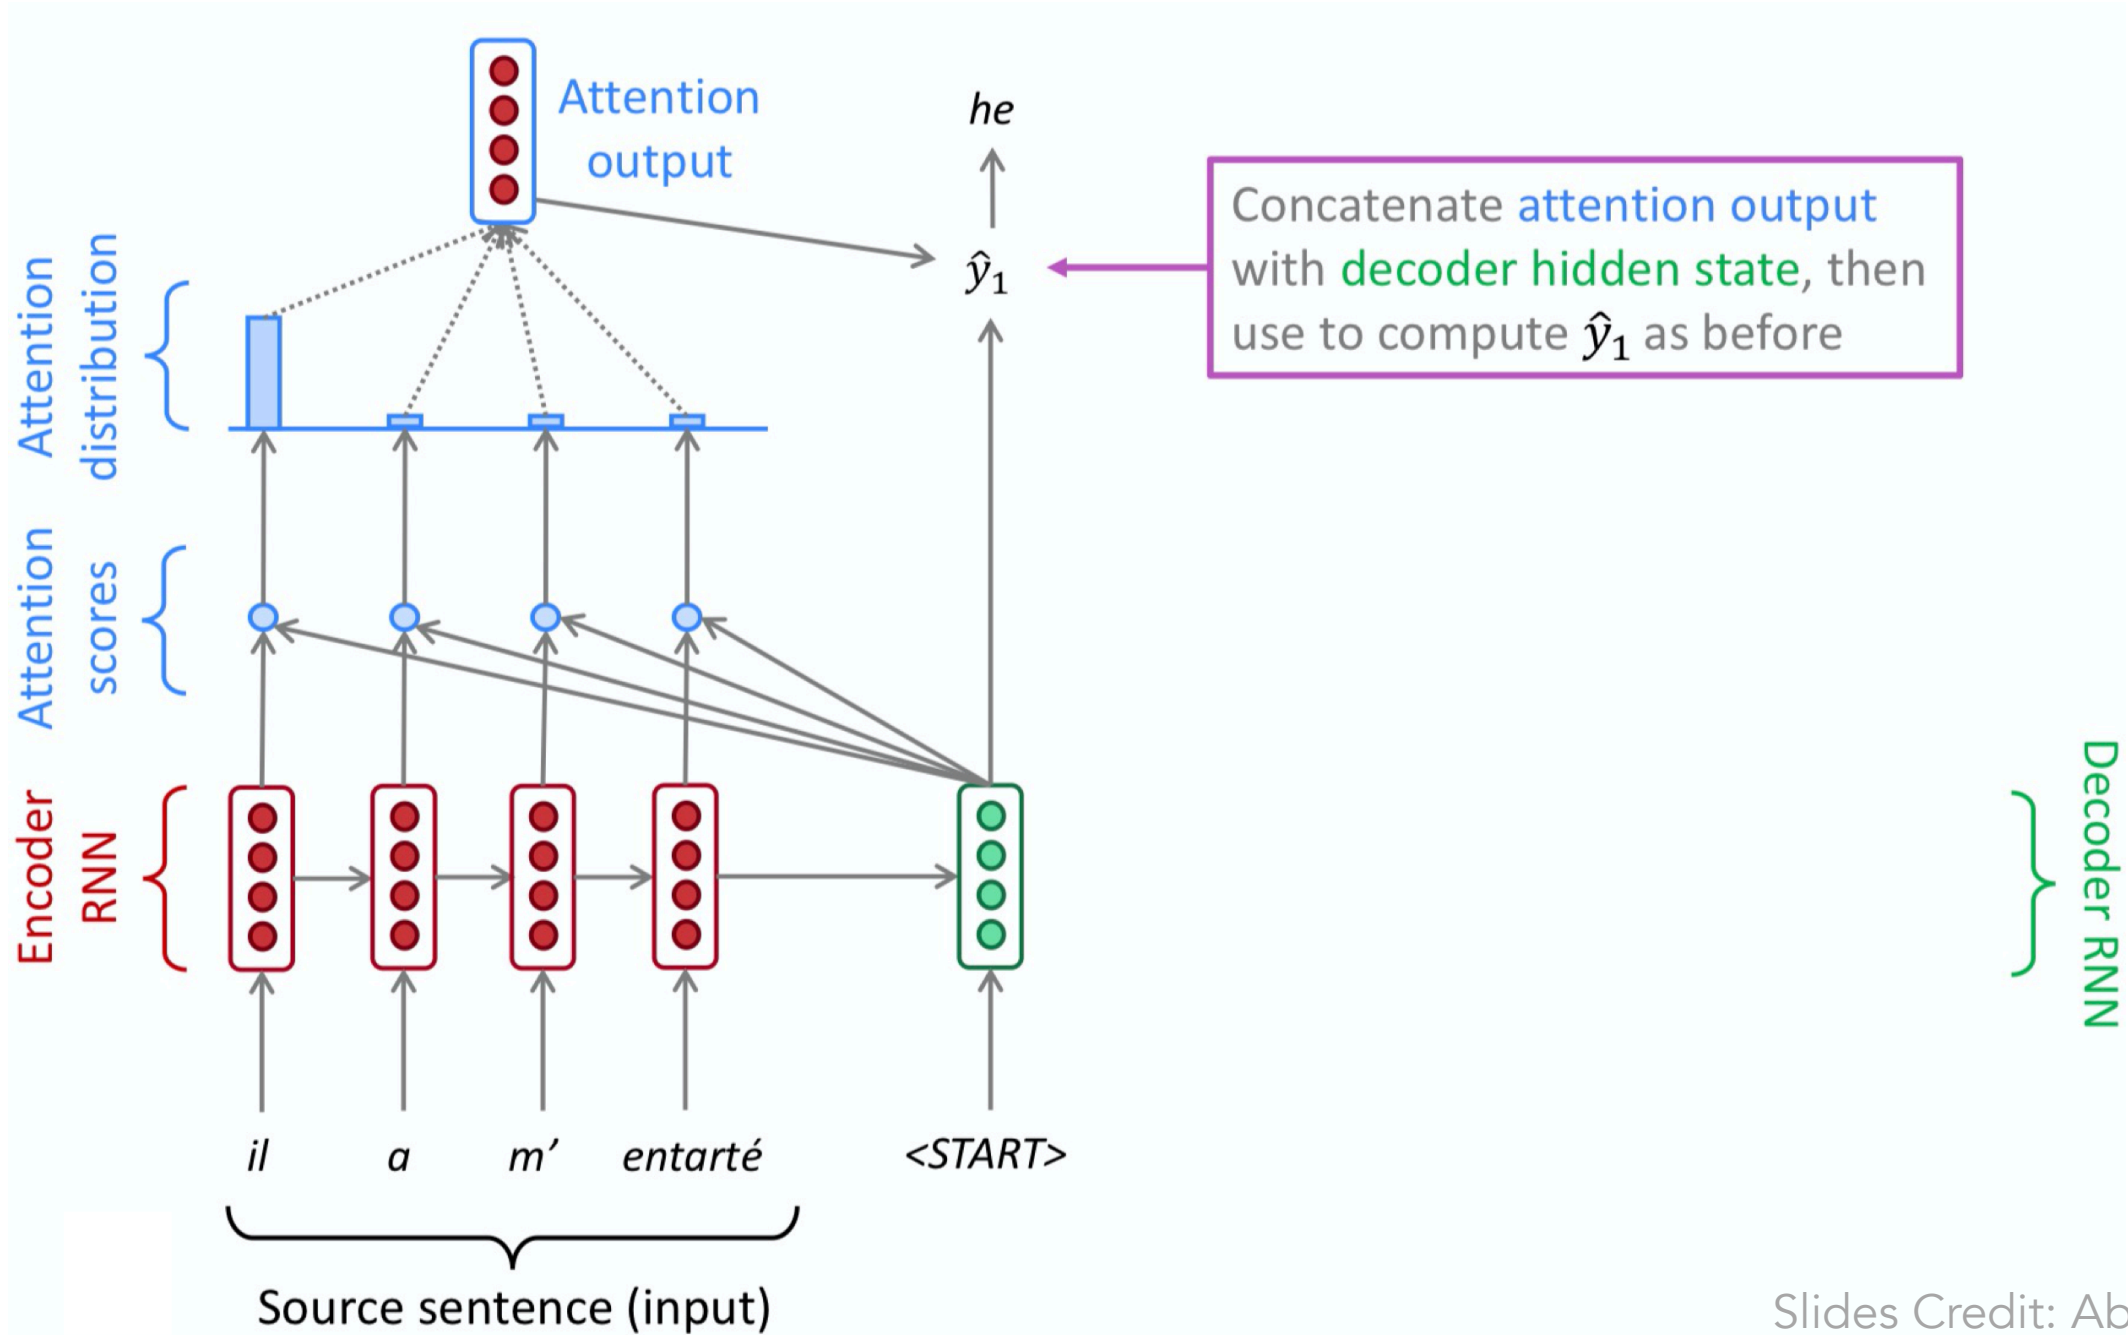 Attention
output
he
Concatenate attention output
with decoder hidden state, then
use to compute ŷ₁ as before
ŷ₁
Attention
distribution
Attention
scores
Encoder
RNN
Decoder RNN
il a m’ entarté <START>
Source sentence (input)
Slides Credit: Ab